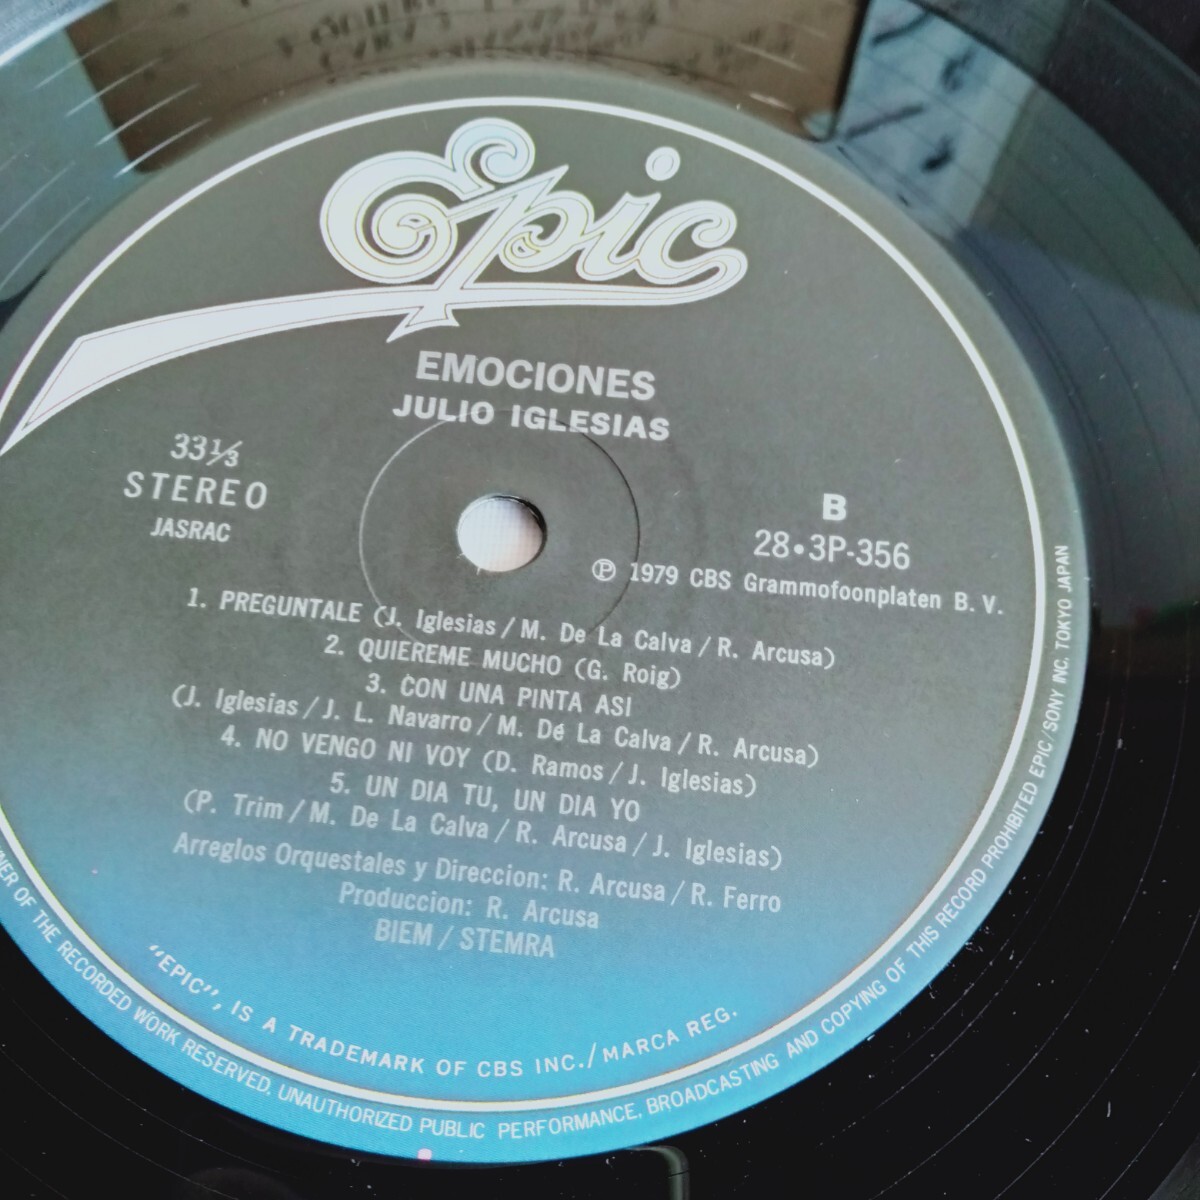 Epic
EMOCIONES
JULIO IGLESIAS
33⅓
STEREO
JASRAC
B
28•3P-356
Ⓟ 1979 CBS Grammofoonplaten B. V.
1. PREGUNTALE (J. Iglesias / M. De La Calva / R. Arcusa)
2. QUIEREME MUCHO (G. Roig)
3. CON UNA PINTA ASI
(J. Iglesias / J. L. Navarro / M. Dé La Calva / R. Arcusa)
4. NO VENGO NI VOY (D. Ramos / J. Iglesias)
5. UN DIA TU, UN DIA YO
(P. Trim / M. De La Calva / R. Arcusa / J. Iglesias)
Arreglos Orquestales y Direccion: R. Arcusa / R. Ferro
Produccion: R. Arcusa
BIEM / STEMRA
"EPIC", IS A TRADEMARK OF CBS INC./MARCA REG.
OF THE RECORDED WORK RESERVED. UNAUTHORIZED PUBLIC PERFORMANCE, BROADCASTING AND COPYING OF THIS RECORD PROHIBITED EPIC/SONY INC. TOKYO JAPAN